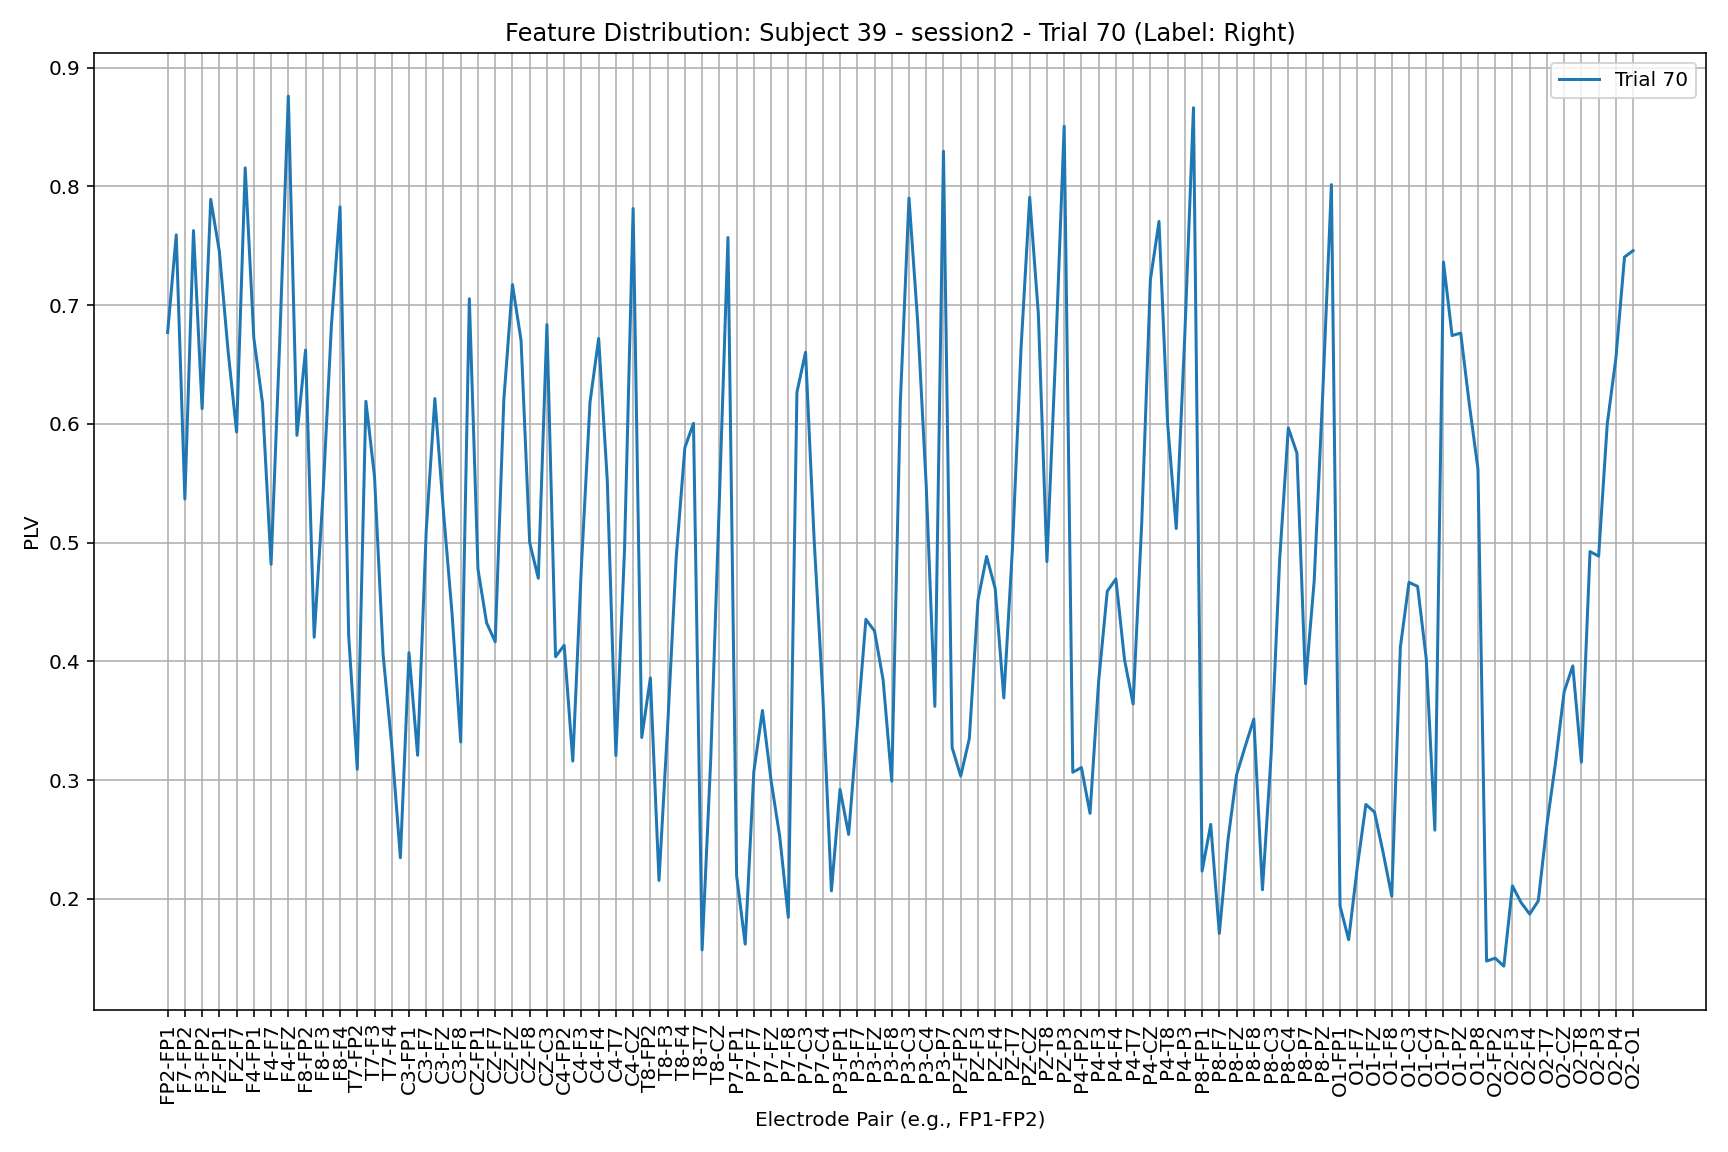 Feature Distribution: Subject 39 - session2 - Trial 70 (Label: Right)
Trial 70
PLV
0.9
0.8
0.7
0.6
0.5
0.4
0.3
0.2
FP2-FP1
F7-FP2
F3-FP2
FZ-FP1
FZ-F7
F4-FP1
F4-F7
F4-FZ
F8-FP2
F8-F3
F8-F4
T7-FP2
T7-F3
T7-F4
C3-FP1
C3-F7
C3-FZ
C3-F8
CZ-FP1
CZ-F7
CZ-FZ
CZ-F8
CZ-C3
C4-FP2
C4-F3
C4-F4
C4-T7
C4-CZ
T8-FP2
T8-F3
T8-F4
T8-T7
T8-CZ
P7-FP1
P7-F7
P7-FZ
P7-F8
P7-C3
P7-C4
P3-FP1
P3-F7
P3-FZ
P3-F8
P3-C3
P3-C4
P3-P7
PZ-FP2
PZ-F3
PZ-F4
PZ-T7
PZ-CZ
PZ-T8
PZ-P3
P4-FP2
P4-F3
P4-F4
P4-T7
P4-CZ
P4-T8
P4-P3
P8-FP1
P8-F7
P8-FZ
P8-F8
P8-C3
P8-C4
P8-P7
P8-PZ
O1-FP1
O1-F7
O1-FZ
O1-F8
O1-C3
O1-C4
O1-P7
O1-PZ
O1-P8
O2-FP2
O2-F3
O2-F4
O2-T7
O2-CZ
O2-T8
O2-P3
O2-P4
O2-O1
Electrode Pair (e.g., FP1-FP2)